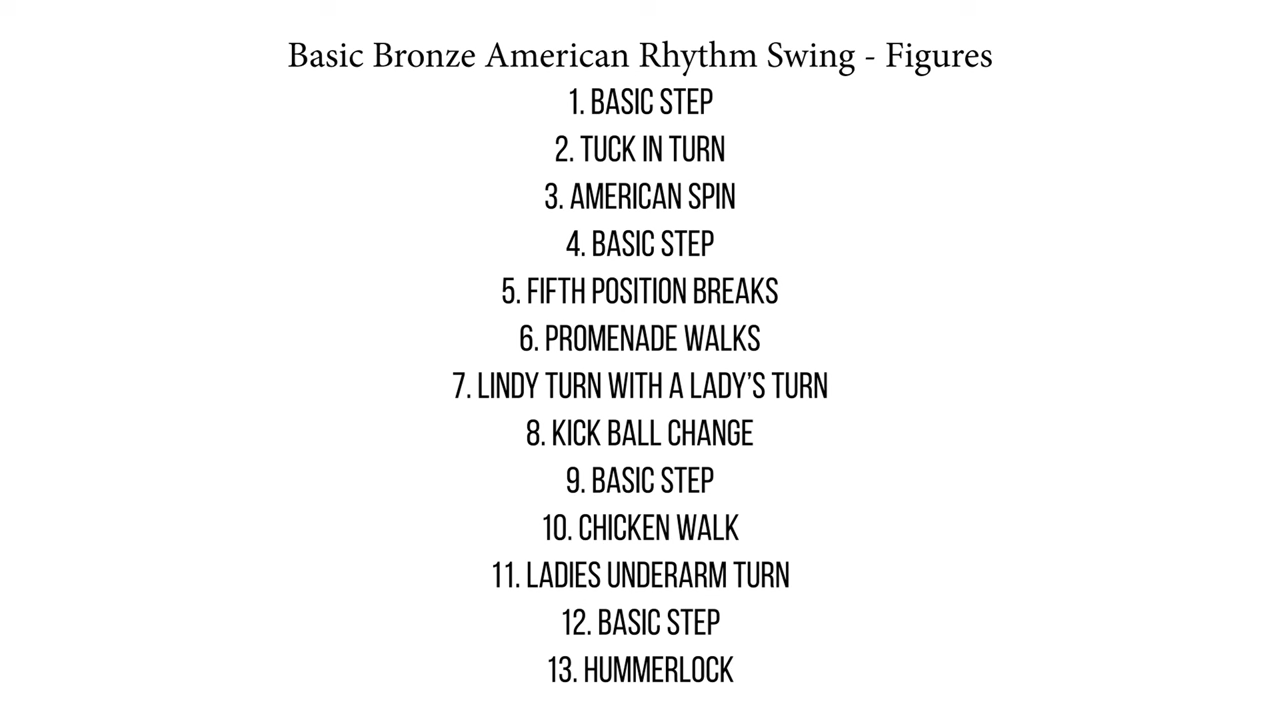 Basic Bronze American Rhythm Swing - Figures
1. BASIC STEP
2. TUCK IN TURN
3. AMERICAN SPIN
4. BASIC STEP
5. FIFTH POSITION BREAKS
6. PROMENADE WALKS
7. LINDY TURN WITH A LADY’S TURN
8. KICK BALL CHANGE
9. BASIC STEP
10. CHICKEN WALK
11. LADIES UNDERARM TURN
12. BASIC STEP
13. HUMMERLOCK